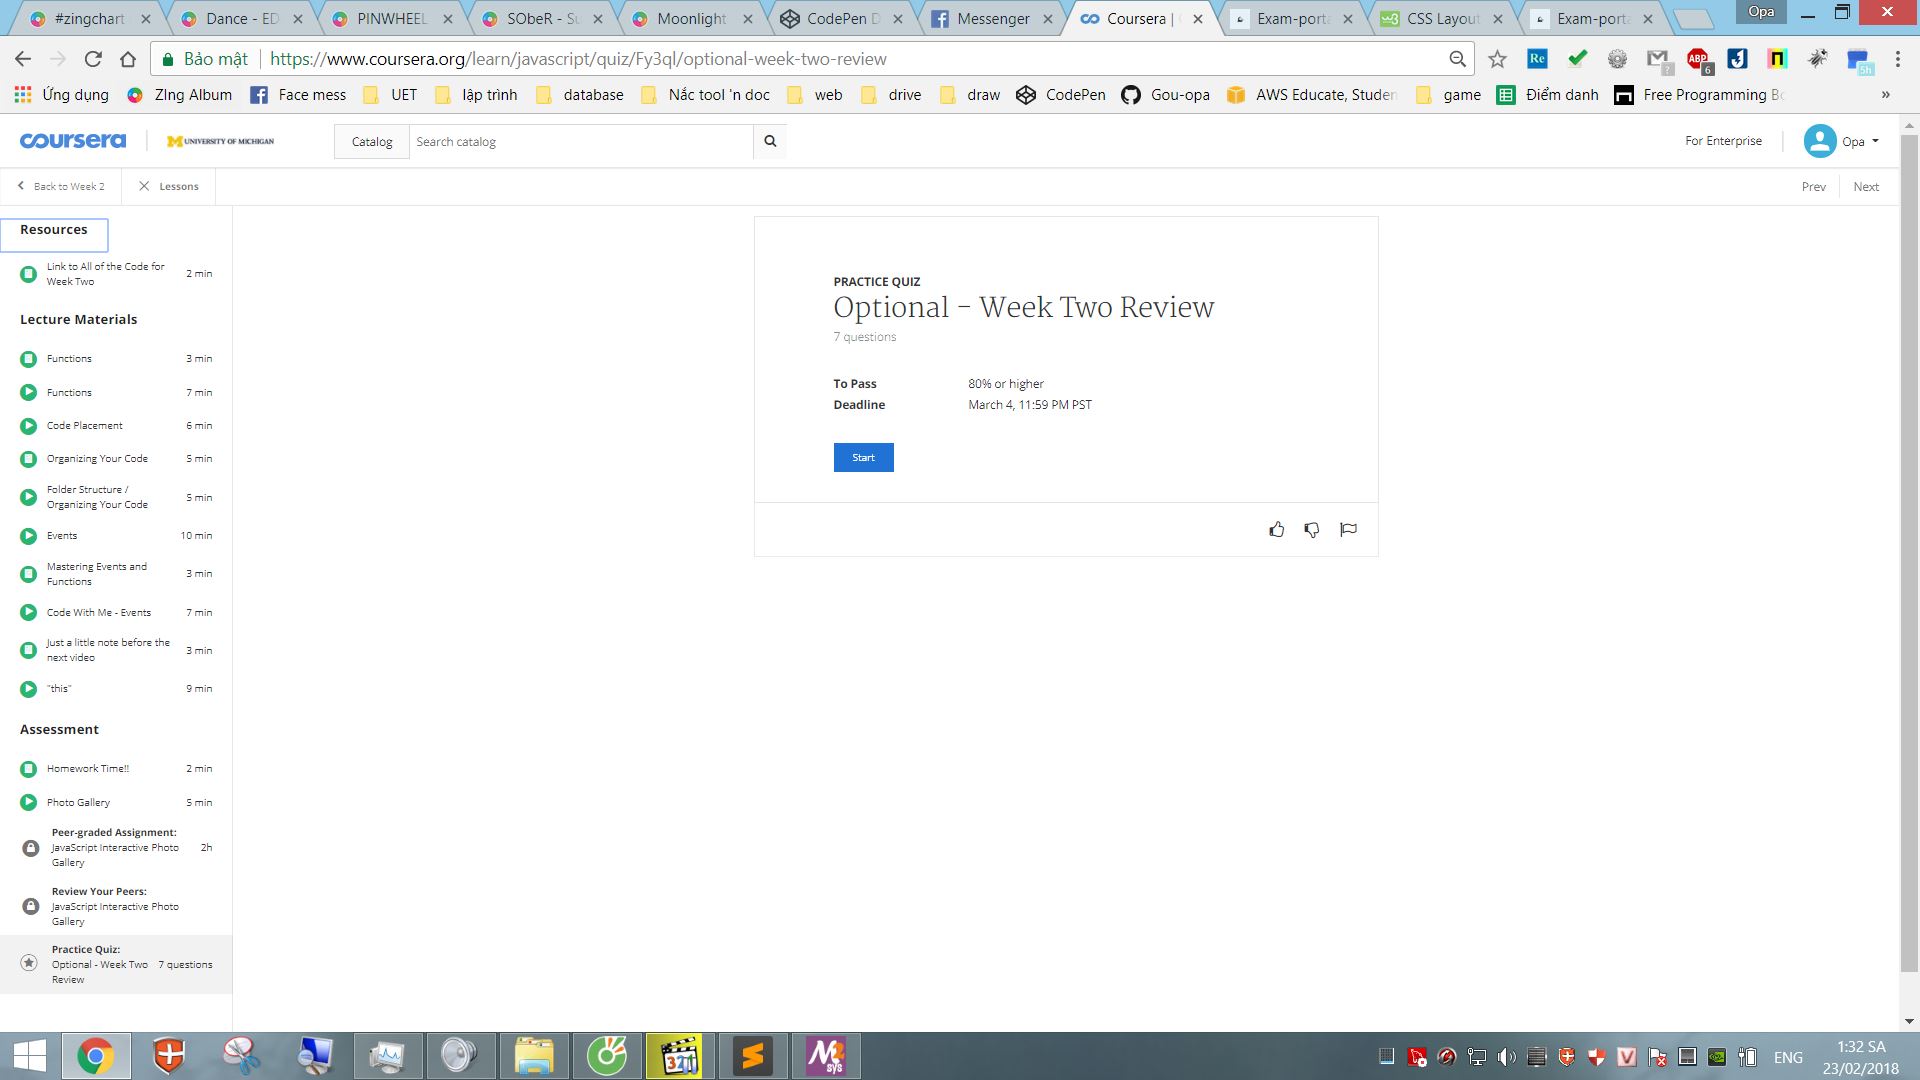 #zingchart
Dance - ED
PINWHEEL
SObeR - Su
Moonlight
CodePen D
Messenger
Coursera |
Exam-porta
CSS Layout
Exam-porta
Opa
Bảo mật
https://www.coursera.org/learn/javascript/quiz/Fy3ql/optional-week-two-review
Re
ABP
6
5h
Ứng dụng
ZIng Album
Face mess
UET
lập trình
database
Nắc tool 'n doc
web
drive
draw
CodePen
Gou-opa
AWS Educate, Studen
game
Điểm danh
Free Programming Bo
»
coursera
M UNIVERSITY OF MICHIGAN
Catalog
Search catalog
For Enterprise
Opa
Back to Week 2
Lessons
Prev
Next
Resources
Link to All of the Code for
Week Two
2 min
Lecture Materials
Functions
3 min
Functions
7 min
Code Placement
6 min
Organizing Your Code
5 min
Folder Structure /
Organizing Your Code
5 min
Events
10 min
Mastering Events and
Functions
3 min
Code With Me - Events
7 min
Just a little note before the
next video
3 min
"this"
9 min
Assessment
Homework Time!!
2 min
Photo Gallery
5 min
Peer-graded Assignment:
JavaScript Interactive Photo
Gallery
2h
Review Your Peers:
JavaScript Interactive Photo
Gallery
Practice Quiz:
Optional - Week Two
Review
7 questions
PRACTICE QUIZ
Optional - Week Two Review
7 questions
To Pass
80% or higher
Deadline
March 4, 11:59 PM PST
Start
321
sys
ENG
1:32 SA
23/02/2018